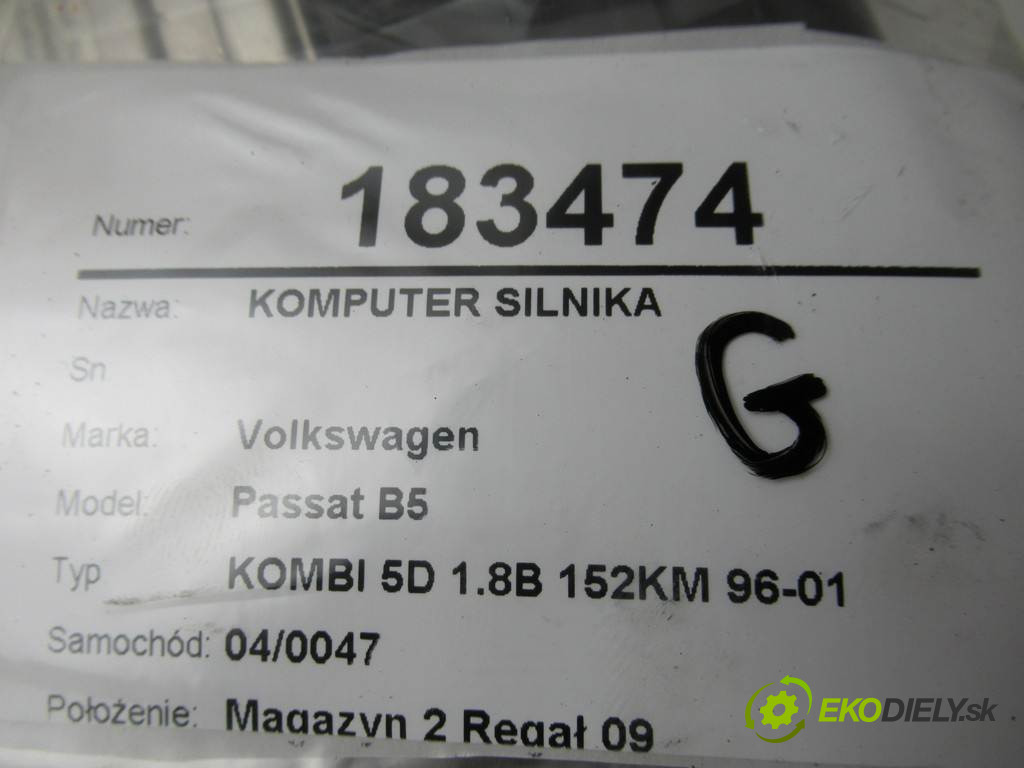 Numer: 183474
Nazwa: KOMPUTER SILNIKA
G
Sn
Marka: Volkswagen
Model: Passat B5
Typ KOMBI 5D 1.8B 152KM 96-01
Samochód: 04/0047
Położenie: Magazyn 2 Regał 09
EKODIELY.sk